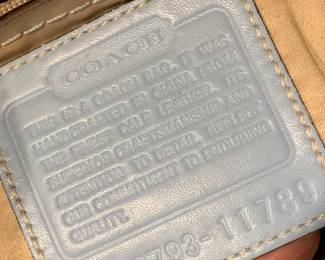 COACH
THIS IS A COACH BAG. IT WAS
HANDCRAFTED IN CHINA FROM
THE FINEST CALF LEATHER. ITS
SUPERIOR CRAFTSMANSHIP AND
ATTENTION TO DETAIL REFLECT
OUR COMMITMENT TO ENDURING
QUALITY.
0793-11789